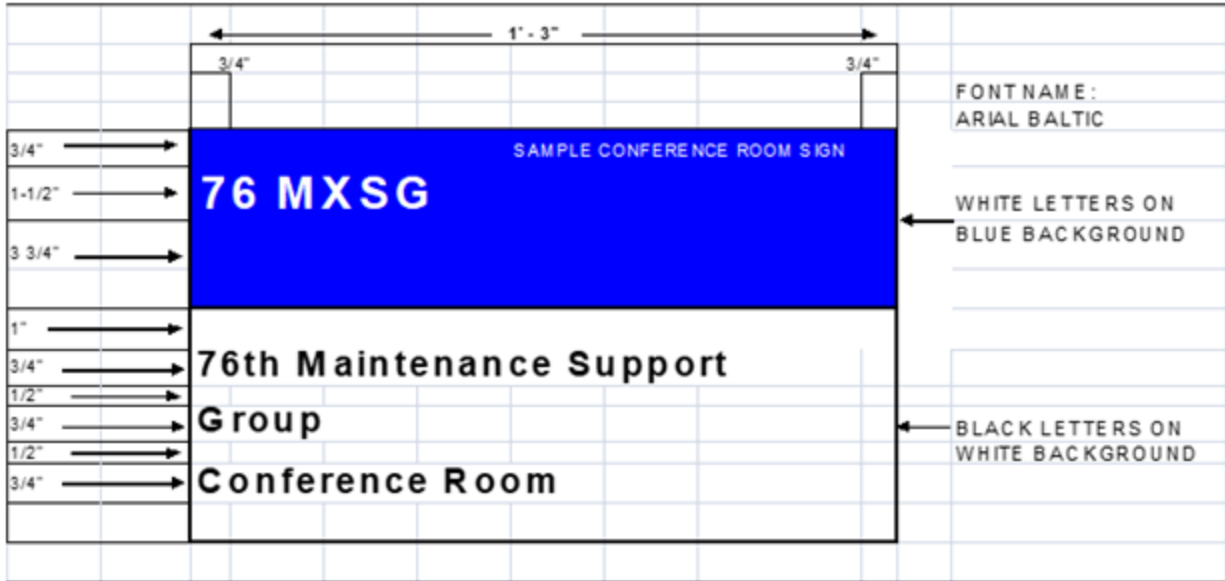 1' - 3"
3/4" 3/4"
FONT NAME:
ARIAL BALTIC
3/4" SAMPLE CONFERENCE ROOM SIGN
1-1/2" 76 MXSG
WHITE LETTERS ON
BLUE BACKGROUND
3 3/4"
1"
3/4" 76th Maintenance Support
1/2"
3/4" Group
BLACK LETTERS ON
WHITE BACKGROUND
1/2"
3/4" Conference Room